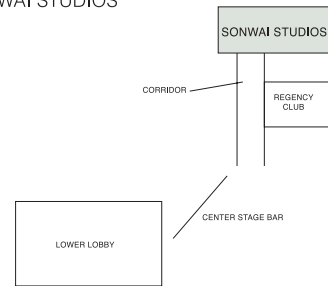 SONWAI STUDIOS
CORRIDOR
REGENCY
CLUB
CENTER STAGE BAR
LOWER LOBBY